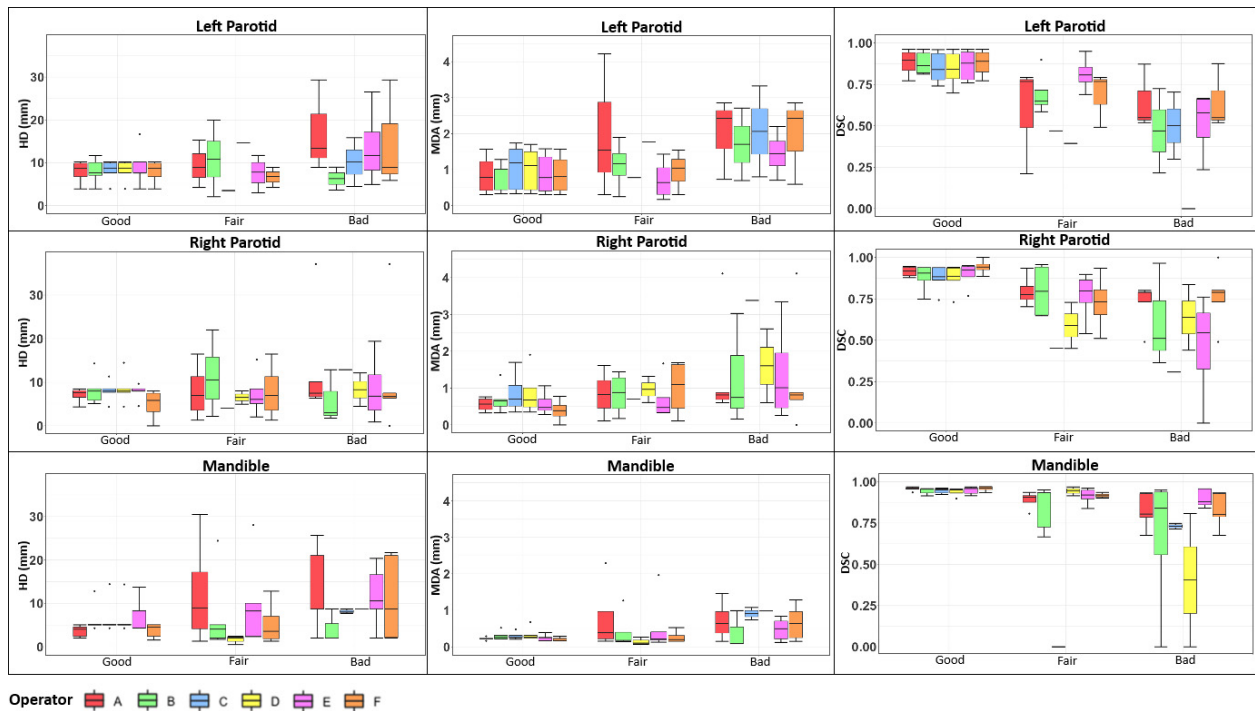 Left Parotid
HD (mm)
30
20
10
0
Good Fair Bad
Left Parotid
MDA (mm)
4
2
0
Good Fair Bad
Left Parotid
DSC
1.00
0.75
0.50
0.25
0.00
Good Fair Bad
Right Parotid
HD (mm)
30
20
10
0
Good Fair Bad
Right Parotid
MDA (mm)
4
3
2
1
0
Good Fair Bad
Right Parotid
DSC
1.00
0.75
0.50
0.25
0.00
Good Fair Bad
Mandible
HD (mm)
30
20
10
0
Good Fair Bad
Mandible
MDA (mm)
4
3
2
1
0
Good Fair Bad
Mandible
DSC
1.00
0.75
0.50
0.25
0.00
Good Fair Bad
Operator A B C D E F